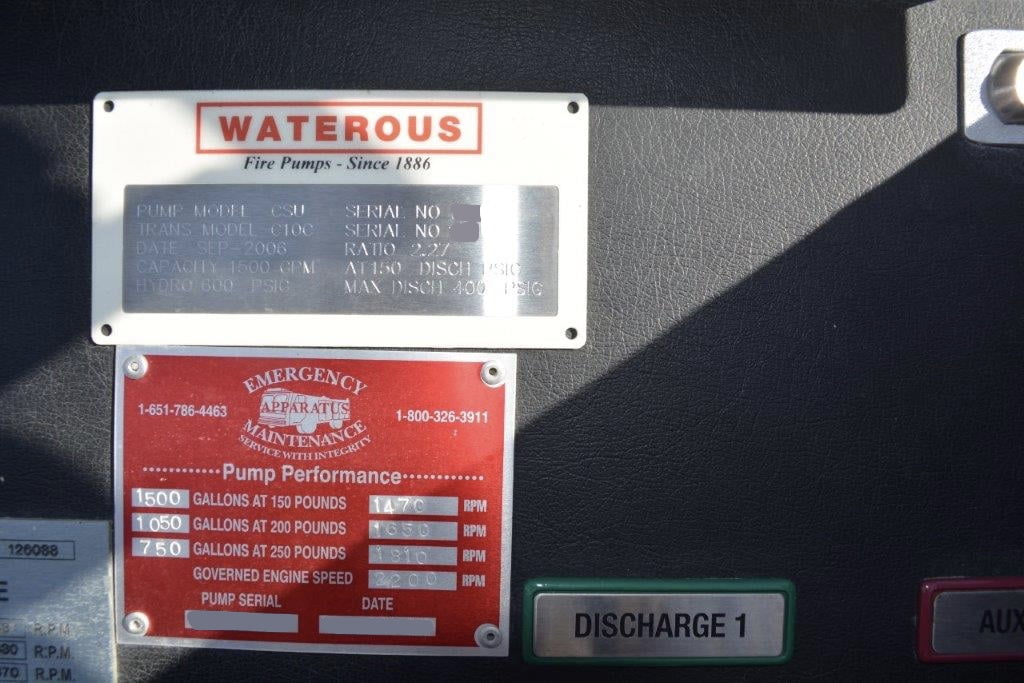 WATEROUS
Fire Pumps - Since 1886
PUMP MODEL CSU SERIAL NO
TRANS MODEL C10C SERIAL NO
DATE SEP-2006 RATIO 2.27
CAPACITY 1500 GPM AT 150 DISCH PSIG
HYDRO 600 PSIG MAX DISCH 400 PSIG
EMERGENCY
APPARATUS
MAINTENANCE
SERVICE WITH INTEGRITY
1-651-786-4463
1-800-326-3911
Pump Performance
1500 GALLONS AT 150 POUNDS 1470 RPM
1050 GALLONS AT 200 POUNDS 1650 RPM
750 GALLONS AT 250 POUNDS 1810 RPM
GOVERNED ENGINE SPEED 2200 RPM
PUMP SERIAL DATE
126088
R.P.M.
R.P.M.
R.P.M.
DISCHARGE 1
AUX